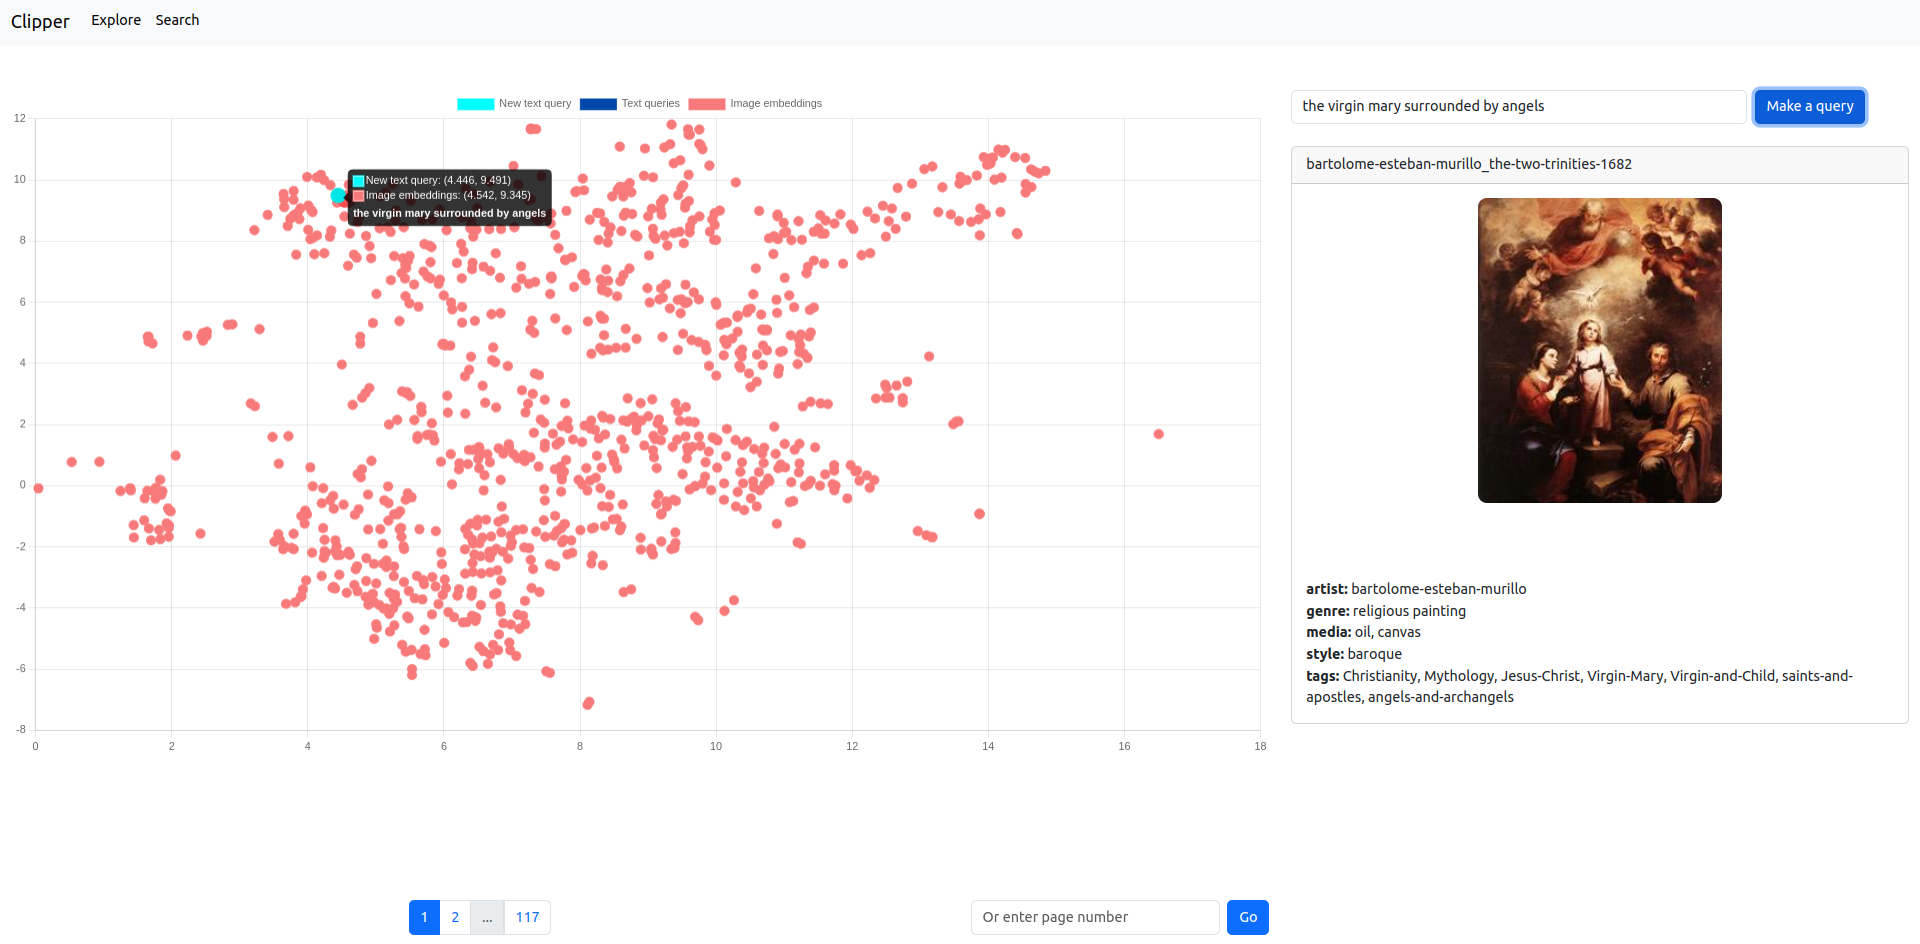 Clipper Explore Search
New text query Text queries Image embeddings
12
10
8
6
4
2
0
-2
-4
-6
-8
0 2 4 6 8 10 12 14 16 18
New text query: (4.446, 9.491)
Image embeddings: (4.542, 9.345)
the virgin mary surrounded by angels
the virgin mary surrounded by angels Make a query
bartolome-esteban-murillo_the-two-trinities-1682
artist: bartolome-esteban-murillo
genre: religious painting
media: oil, canvas
style: baroque
tags: Christianity, Mythology, Jesus-Christ, Virgin-Mary, Virgin-and-Child, saints-and-
apostles, angels-and-archangels
1 2 ... 117
Or enter page number Go